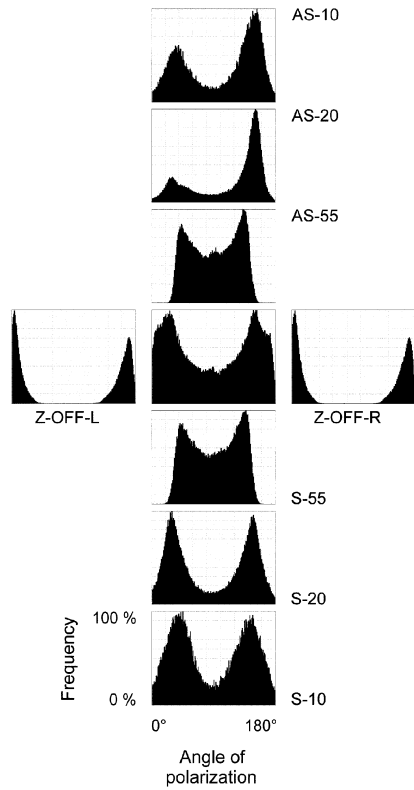 AS-10
AS-20
AS-55
Z-OFF-L
Z-OFF-R
S-55
S-20
S-10
Frequency
100 %
0 %
0°
180°
Angle of
polarization